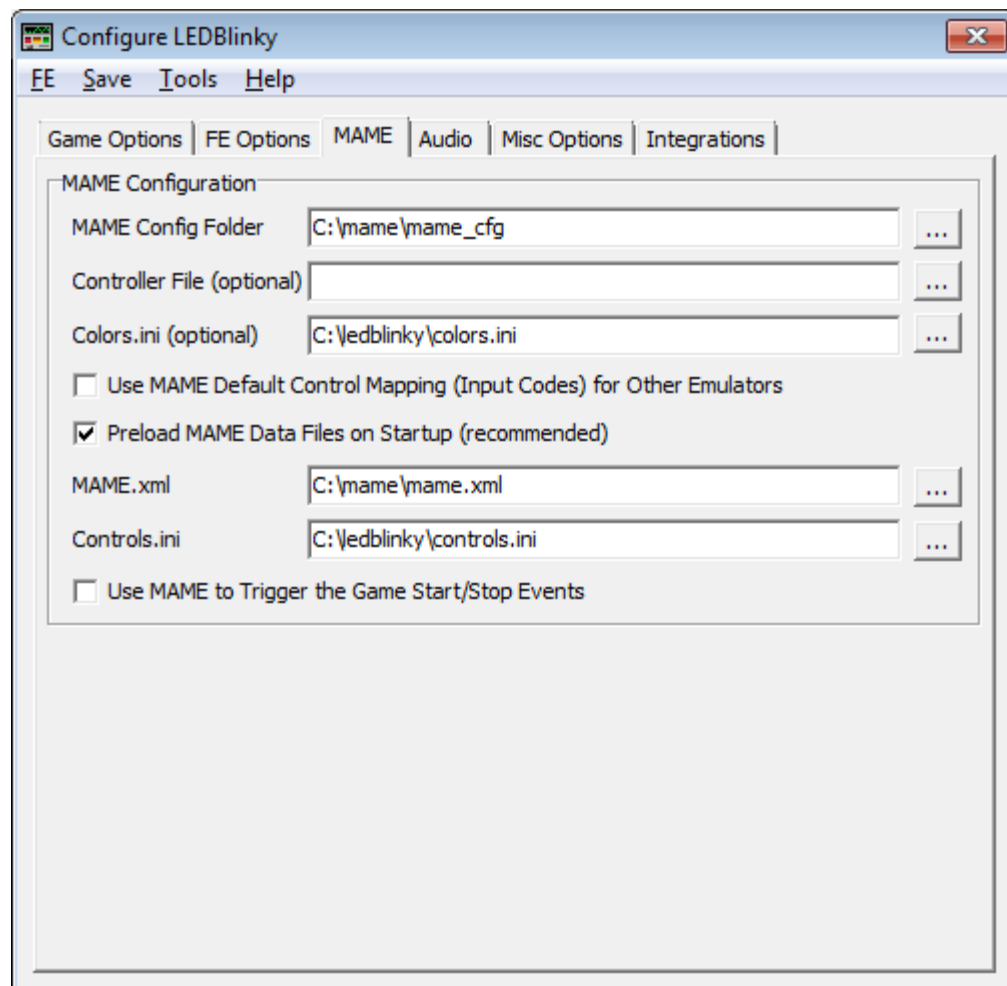 Configure LEDBlinky
FE Save Tools Help
Game Options FE Options MAME Audio Misc Options Integrations
MAME Configuration
MAME Config Folder C:\mame\mame_cfg ...
Controller File (optional) ...
Colors.ini (optional) C:\ledblinky\colors.ini ...
Use MAME Default Control Mapping (Input Codes) for Other Emulators
Preload MAME Data Files on Startup (recommended)
MAME.xml C:\mame\mame.xml ...
Controls.ini C:\ledblinky\controls.ini ...
Use MAME to Trigger the Game Start/Stop Events